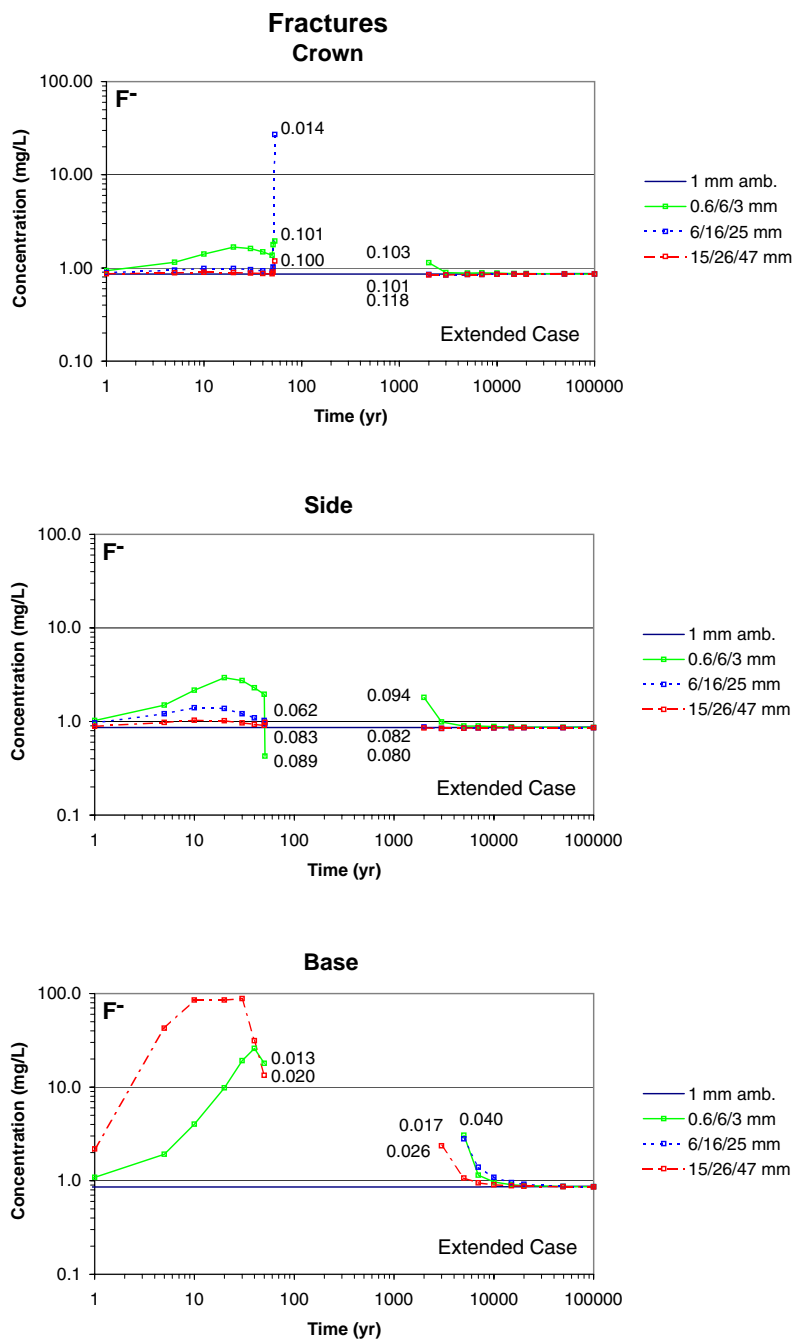 Fractures
Crown
F-
Concentration (mg/L)
100.00
10.00
1.00
0.10
0.014
0.101
0.100
0.103
0.101
0.118
Extended Case
1 10 100 1000 10000 100000
Time (yr)
1 mm amb.
0.6/6/3 mm
6/16/25 mm
15/26/47 mm
Side
F-
Concentration (mg/L)
100.0
10.0
1.0
0.1
0.062
0.083
0.089
0.094
0.082
0.080
Extended Case
1 10 100 1000 10000 100000
Time (yr)
1 mm amb.
0.6/6/3 mm
6/16/25 mm
15/26/47 mm
Base
F-
Concentration (mg/L)
100.0
10.0
1.0
0.1
0.013
0.020
0.017
0.040
0.026
Extended Case
1 10 100 1000 10000 100000
Time (yr)
1 mm amb.
0.6/6/3 mm
6/16/25 mm
15/26/47 mm